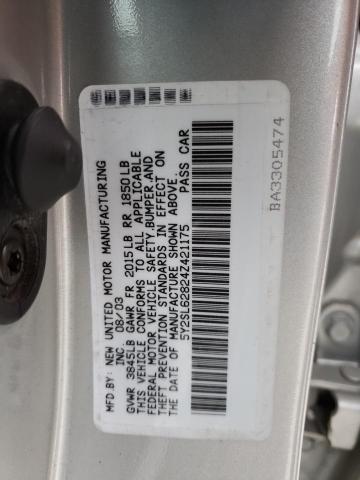 MFD.BY: NEW UNITED MOTOR MANUFACTURING
INC. 08/03
GVWR 3845LB GAWR FR 2015LB RR 1850LB
THIS VEHICLE CONFORMS TO ALL APPLICABLE
FEDERAL MOTOR VEHICLE SAFETY,BUMPER,AND
THEFT PREVENTION STANDARDS IN EFFECT ON
THE DATE OF MANUFACTURE SHOWN ABOVE.
5Y2SL62824Z421175 PASS CAR
BA3305474